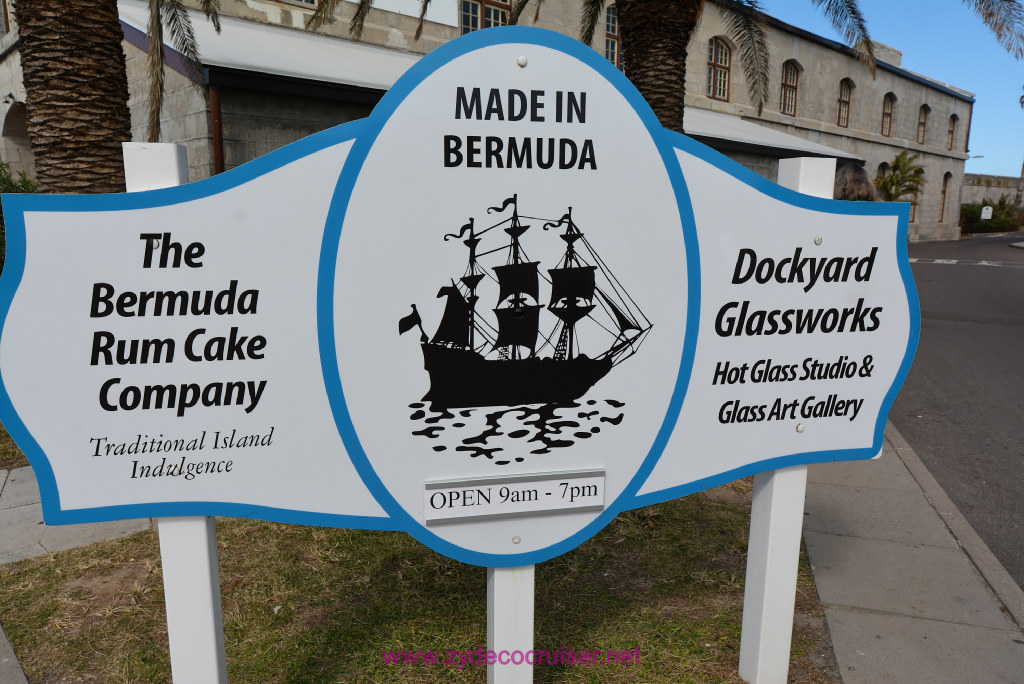 MADE IN
BERMUDA
The
Bermuda
Rum Cake
Company
Traditional Island
Indulgence
Dockyard
Glassworks
Hot Glass Studio &
Glass Art Gallery
OPEN 9am - 7pm
www.zydecocruiser.net